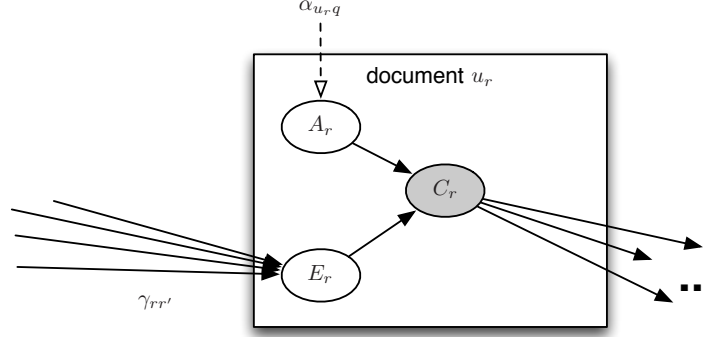 α_{u_r q}
document u_r
A_r
C_r
E_r
γ_{rr'}
..